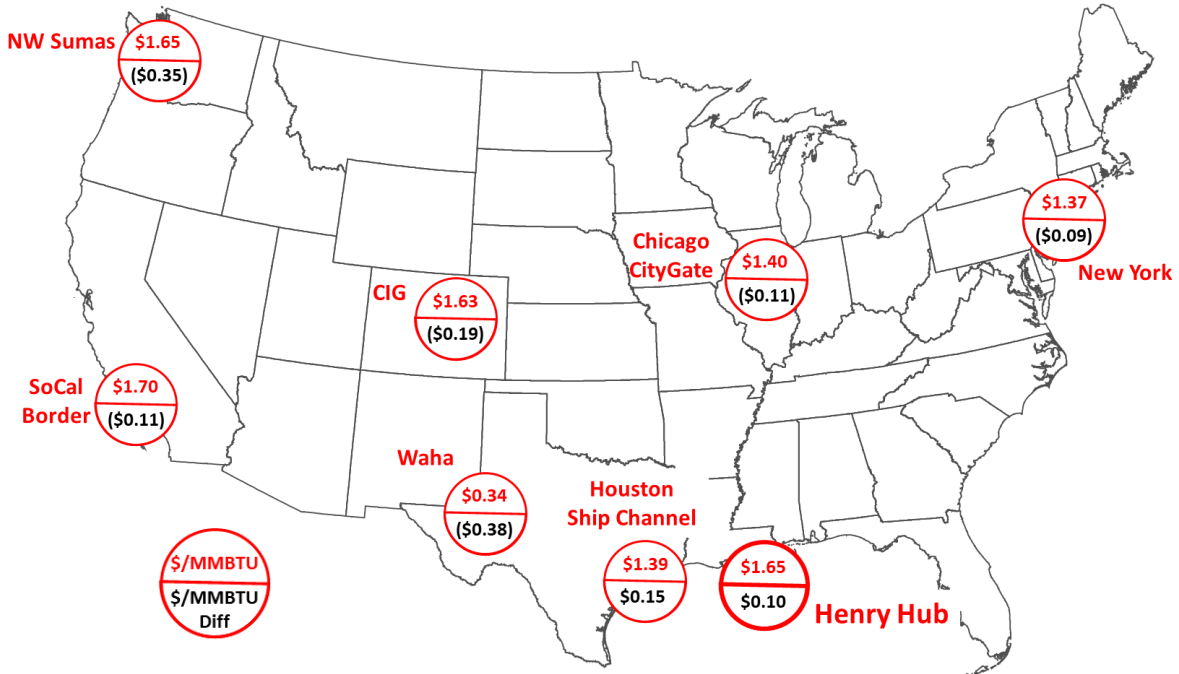 NW Sumas
$1.65
($0.35)
$1.37
($0.09)
New York
Chicago
CityGate
$1.40
($0.11)
CIG
$1.63
($0.19)
SoCal
Border
$1.70
($0.11)
Waha
$0.34
($0.38)
Houston
Ship Channel
$1.39
$0.15
$1.65
$0.10
Henry Hub
$/MMBTU
$/MMBTU
Diff